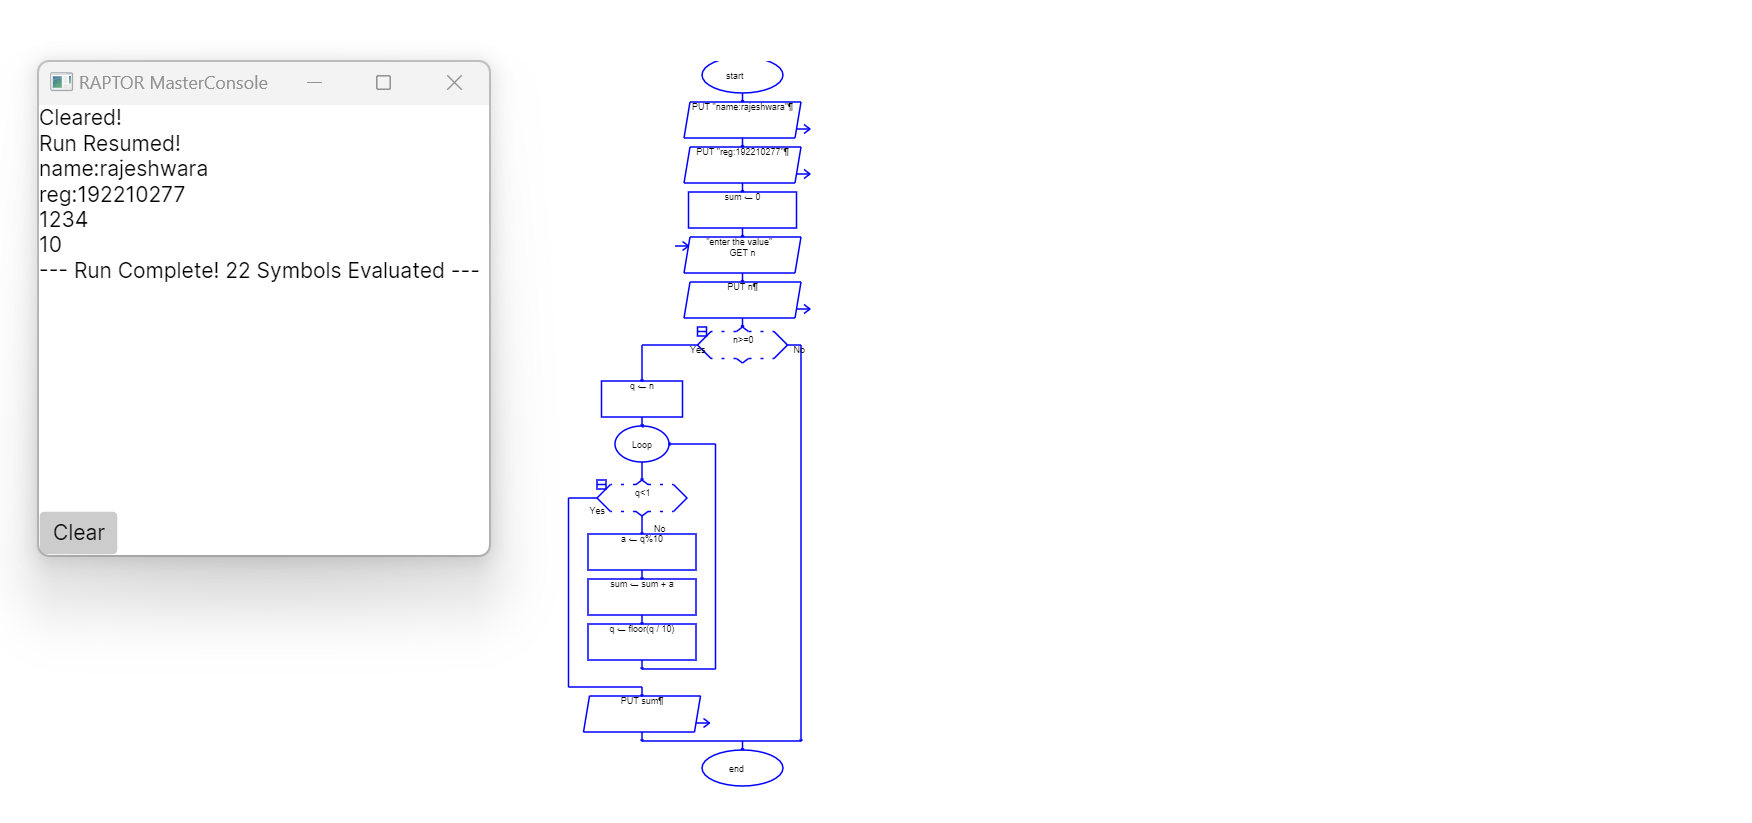 RAPTOR MasterConsole
Cleared!
Run Resumed!
name:rajeshwara
reg:192210277
1234
10
--- Run Complete! 22 Symbols Evaluated ---
Clear
start
PUT "name:rajeshwara"¶
PUT "reg:192210277"¶
sum ← 0
"enter the value"
GET n
PUT n¶
n>=0
Yes
No
q ← n
Loop
q<1
Yes
No
a ← q%10
sum ← sum + a
q ← floor(q / 10)
PUT sum¶
end